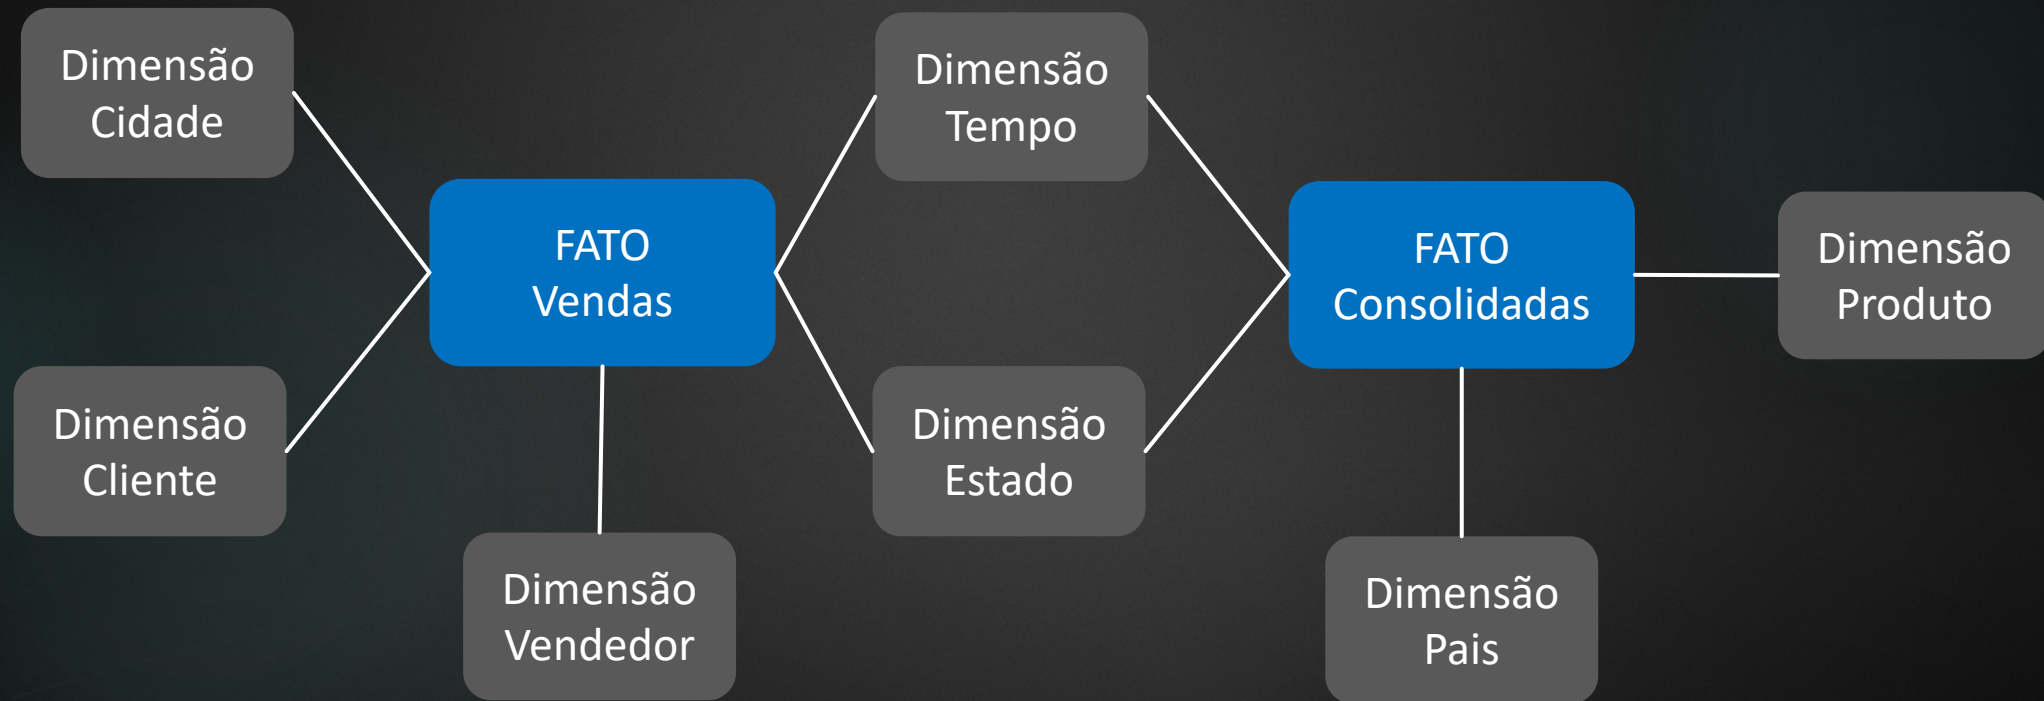 Dimensão
Cidade
Dimensão
Tempo
FATO
Vendas
FATO
Consolidadas
Dimensão
Produto
Dimensão
Cliente
Dimensão
Estado
Dimensão
Vendedor
Dimensão
Pais